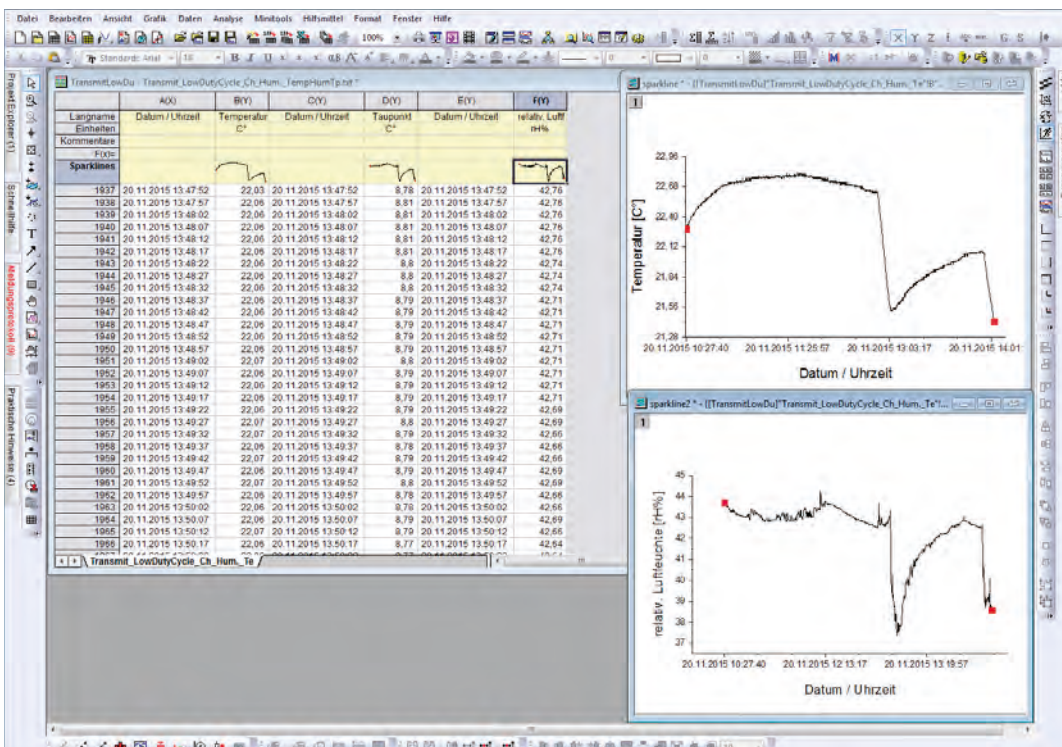 Datei Bearbeiten Ansicht Grafik Daten Analyse Minitools Hilfsmittel Format Fenster Hilfe
100%
Standard: Arial 18
ProjektExplorer (1)
Schnellhilfe
Meldungsprotokoll (9)
Praktische Hinweise (4)
TransmitLowDu - Transmit_LowDutyCycle_Ch_Hum._TempHumTp.txt *
A(X) B(Y) C(Y) D(Y) E(Y) F(Y)
Langname Datum / Uhrzeit Temperatur Datum / Uhrzeit Taupunkt Datum / Uhrzeit relativ. Luff
Einheiten C° C° rH%
Kommentare
F(x)=
Sparklines
1937 20.11.2015 13:47:52 22,03 20.11.2015 13:47:52 8,78 20.11.2015 13:47:52 42,76
1938 20.11.2015 13:47:57 22,06 20.11.2015 13:47:57 8,81 20.11.2015 13:47:57 42,76
1939 20.11.2015 13:48:02 22,06 20.11.2015 13:48:02 8,81 20.11.2015 13:48:02 42,76
1940 20.11.2015 13:48:07 22,06 20.11.2015 13:48:07 8,81 20.11.2015 13:48:07 42,76
1941 20.11.2015 13:48:12 22,06 20.11.2015 13:48:12 8,81 20.11.2015 13:48:12 42,76
1942 20.11.2015 13:48:17 22,06 20.11.2015 13:48:17 8,81 20.11.2015 13:48:17 42,76
1943 20.11.2015 13:48:22 22,06 20.11.2015 13:48:22 8,8 20.11.2015 13:48:22 42,74
1944 20.11.2015 13:48:27 22,06 20.11.2015 13:48:27 8,8 20.11.2015 13:48:27 42,74
1945 20.11.2015 13:48:32 22,06 20.11.2015 13:48:32 8,8 20.11.2015 13:48:32 42,74
1946 20.11.2015 13:48:37 22,06 20.11.2015 13:48:37 8,79 20.11.2015 13:48:37 42,71
1947 20.11.2015 13:48:42 22,06 20.11.2015 13:48:42 8,79 20.11.2015 13:48:42 42,71
1948 20.11.2015 13:48:47 22,06 20.11.2015 13:48:47 8,79 20.11.2015 13:48:47 42,71
1949 20.11.2015 13:48:52 22,06 20.11.2015 13:48:52 8,79 20.11.2015 13:48:52 42,71
1950 20.11.2015 13:48:57 22,06 20.11.2015 13:48:57 8,79 20.11.2015 13:48:57 42,71
1951 20.11.2015 13:49:02 22,07 20.11.2015 13:49:02 8,8 20.11.2015 13:49:02 42,71
1952 20.11.2015 13:49:07 22,06 20.11.2015 13:49:07 8,79 20.11.2015 13:49:07 42,71
1953 20.11.2015 13:49:12 22,06 20.11.2015 13:49:12 8,79 20.11.2015 13:49:12 42,71
1954 20.11.2015 13:49:17 22,06 20.11.2015 13:49:17 8,79 20.11.2015 13:49:17 42,71
1955 20.11.2015 13:49:22 22,06 20.11.2015 13:49:22 8,79 20.11.2015 13:49:22 42,69
1956 20.11.2015 13:49:27 22,07 20.11.2015 13:49:27 8,8 20.11.2015 13:49:27 42,69
1957 20.11.2015 13:49:32 22,07 20.11.2015 13:49:32 8,79 20.11.2015 13:49:32 42,66
1958 20.11.2015 13:49:37 22,06 20.11.2015 13:49:37 8,78 20.11.2015 13:49:37 42,66
1959 20.11.2015 13:49:42 22,07 20.11.2015 13:49:42 8,79 20.11.2015 13:49:42 42,66
1960 20.11.2015 13:49:47 22,06 20.11.2015 13:49:47 8,79 20.11.2015 13:49:47 42,69
1961 20.11.2015 13:49:52 22,07 20.11.2015 13:49:52 8,8 20.11.2015 13:49:52 42,69
1962 20.11.2015 13:49:57 22,06 20.11.2015 13:49:57 8,78 20.11.2015 13:49:57 42,66
1963 20.11.2015 13:50:02 22,06 20.11.2015 13:50:02 8,78 20.11.2015 13:50:02 42,66
1964 20.11.2015 13:50:07 22,06 20.11.2015 13:50:07 8,79 20.11.2015 13:50:07 42,69
1965 20.11.2015 13:50:12 22,07 20.11.2015 13:50:12 8,79 20.11.2015 13:50:12 42,66
1966 20.11.2015 13:50:17 22,06 20.11.2015 13:50:17 8,77 20.11.2015 13:50:17 42,64
Transmit_LowDutyCycle_Ch_Hum._Te
sparkline * - [[TransmitLowDu]"Transmit_LowDutyCycle_Ch_Hum._Te"!B"...
1
22,96
22,68
22,40
22,12
21,84
21,56
21,28
Temperatur [C°]
20.11.2015 10:27:40 20.11.2015 11:25:57 20.11.2015 13:03:17 20.11.2015 14:01:
Datum / Uhrzeit
sparkline2 * - [[TransmitLowDu]"Transmit_LowDutyCycle_Ch_Hum._Te"!...
1
45
44
43
42
41
40
39
38
37
relativ. Luftfeuchte [rH%]
20.11.2015 10:27:40 20.11.2015 12:13:17 20.11.2015 13:19:57
Datum / Uhrzeit